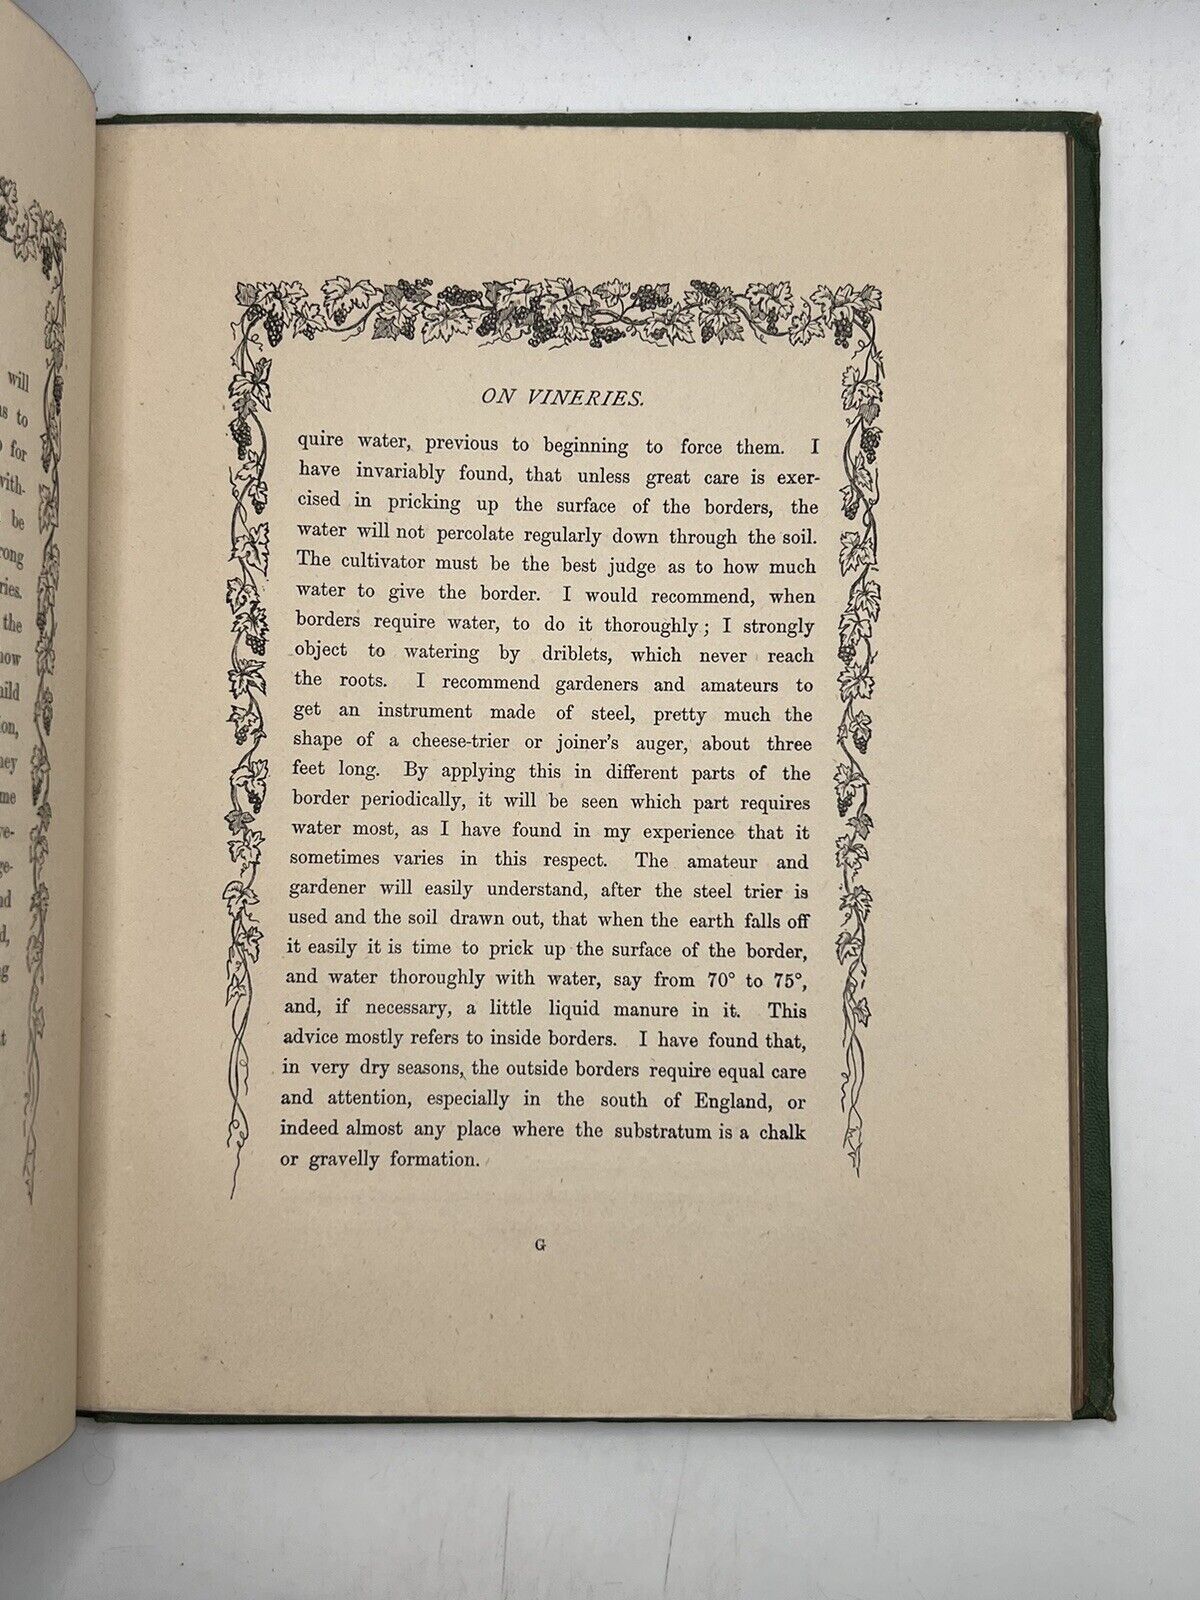 will
to
for
be
the
ON VINERIES.
quire water, previous to beginning to force them. I
have invariably found, that unless great care is exer-
cised in pricking up the surface of the borders, the
water will not percolate regularly down through the soil.
The cultivator must be the best judge as to how much
water to give the border. I would recommend, when
borders require water, to do it thoroughly; I strongly
object to watering by driblets, which never reach
the roots. I recommend gardeners and amateurs to
get an instrument made of steel, pretty much the
shape of a cheese-trier or joiner's auger, about three
feet long. By applying this in different parts of the
border periodically, it will be seen which part requires
water most, as I have found in my experience that it
sometimes varies in this respect. The amateur and
gardener will easily understand, after the steel trier is
used and the soil drawn out, that when the earth falls off
it easily it is time to prick up the surface of the border,
and water thoroughly with water, say from 70° to 75°,
and, if necessary, a little liquid manure in it. This
advice mostly refers to inside borders. I have found that,
in very dry seasons, the outside borders require equal care
and attention, especially in the south of England, or
indeed almost any place where the substratum is a chalk
or gravelly formation.
G